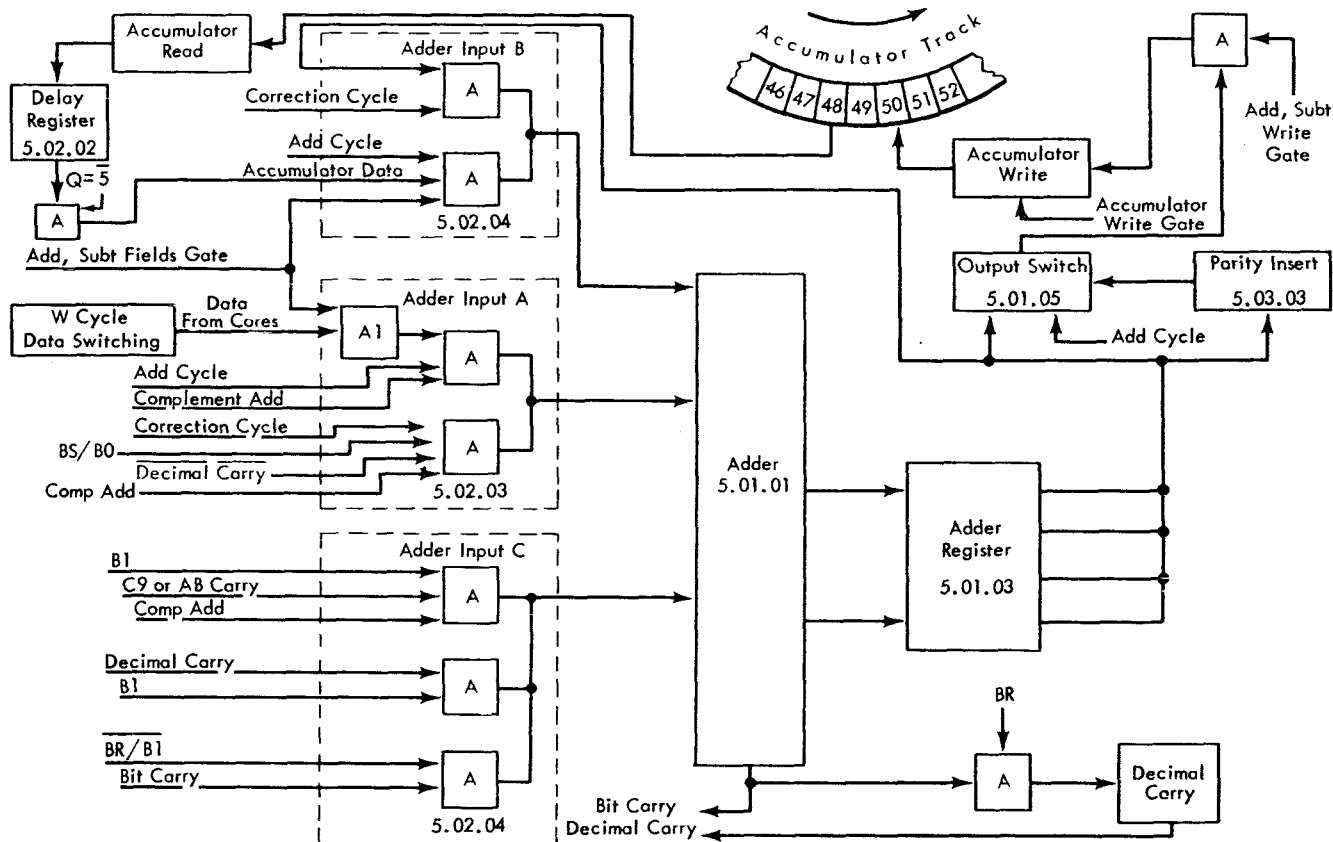 Accumulator
Read
Delay
Register
5.02.02
Q=5̅
A
Add, Subt Fields Gate
W Cycle
Data Switching
Data
From Cores
Adder Input B
Correction Cycle
A
Add Cycle
Accumulator Data
A
5.02.04
Adder Input A
A1
A
Add Cycle
Complement Add
Correction Cycle
BS/B0
D̅e̅c̅i̅m̅a̅l̅ ̅C̅a̅r̅r̅y̅
Comp Add
A
5.02.03
Adder Input C
B1
C9 or AB Carry
Comp Add
A
Decimal Carry
B1
A
B̅R̅/̅B̅1̅
Bit Carry
A
5.02.04
Accumulator Track
46 47 48 49 50 51 52
A
Add, Subt
Write
Gate
Accumulator
Write
Accumulator
Write Gate
Output Switch
5.01.05
Parity Insert
5.03.03
Add Cycle
Adder
5.01.01
Adder
Register
5.01.03
BR
A
Decimal
Carry
Bit Carry
Decimal Carry